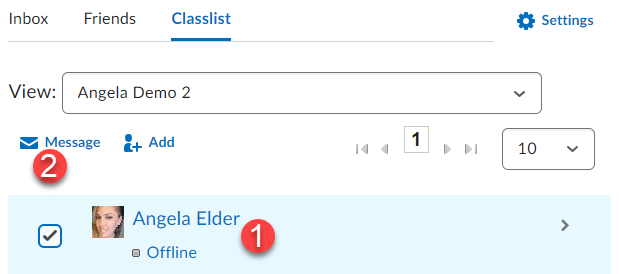 Inbox Friends Classlist Settings
View: Angela Demo 2
Message Add 1 10
2
Angela Elder 1
Offline